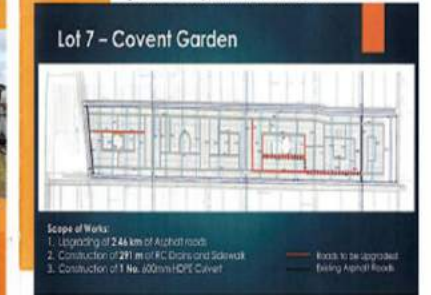 Lot 7 – Covent Garden
Scope of Works:
1. Upgrading of 2.46 km of Asphalt roads
2. Construction of 291 m of RC Drains and Sidewalk
3. Construction of 1 No. 600mm HDPE Culvert
Roads to be Upgraded
Existing Asphalt Roads